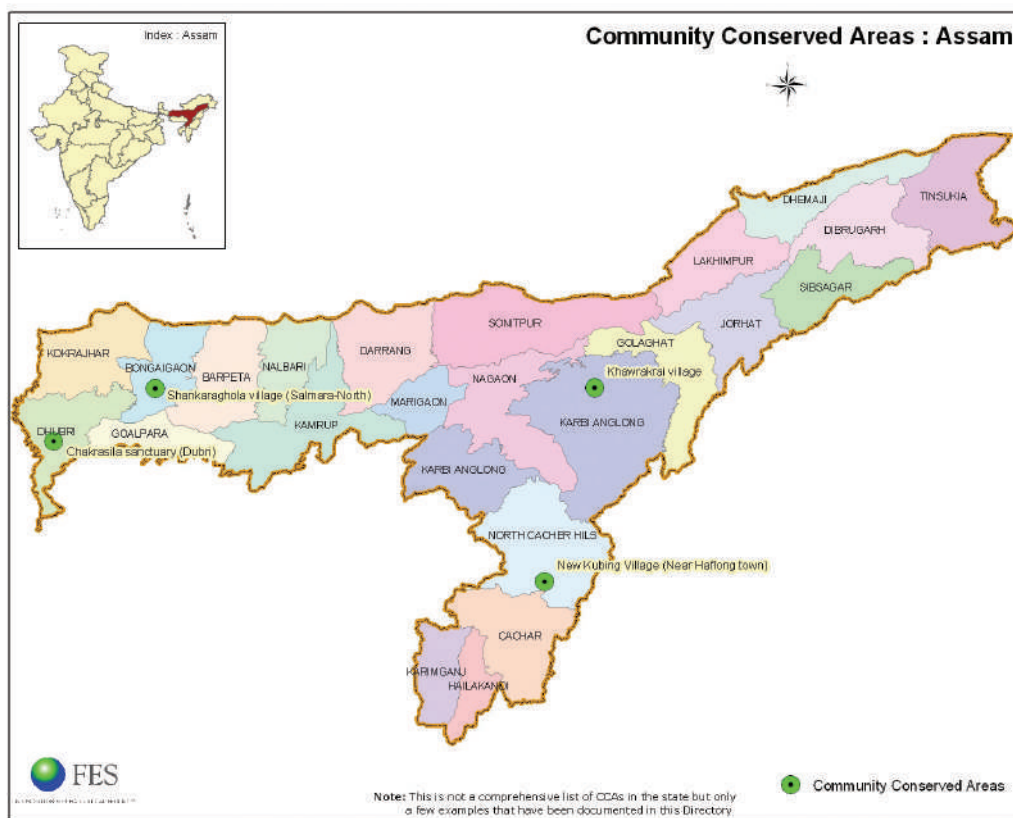 Index : Assam
Community Conserved Areas : Assam
DHEMAJI
TINSUKIA
DIBRUGARH
LAKHIMPUR
SIBSAGAR
SONITPUR
JORHAT
GOLAGHAT
DARRANG
KOKRAJHAR
BONGAIGAON
NALBARI
BARPETA
NAGAON
Khawrakrai village
Shankaraghola village (Salmara-North)
MARIGAON
KAMRUP
KARBI ANGLONG
DHUBRI
GOALPARA
Chakrasila sanctuary (Dubri)
KARBI ANGLONG
NORTH CACHER HILS
New Kubing Village (Near Haflong town)
CACHAR
KARIMGANJ
HAILAKANDI
FES
Community Conserved Areas
Note: This is not a comprehensive list of CCAs in the state but only
a few examples that have been documented in this Directory